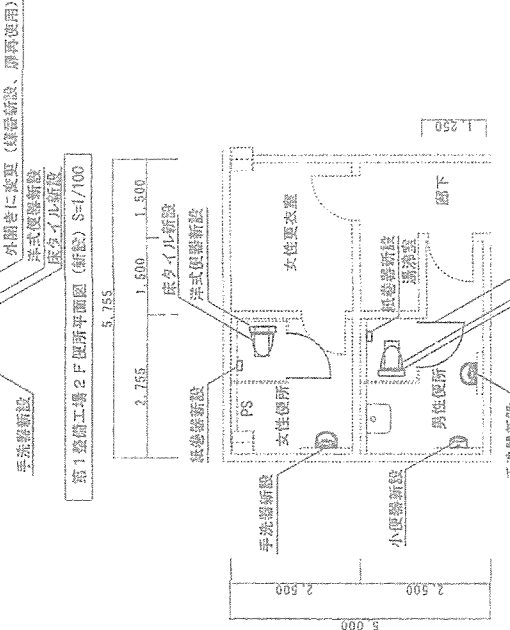 外開きに変更（蝶番新設、扉再使用）
洋式便器新設
床タイル新設
手洗器新設
第1整備工場2F便所平面図（新設）S=1/100
5,755
2,755
1,500
1,500
床タイル新設
洋式便器新設
紙巻器新設
女性更衣室
PS
女性便所
手洗器新設
1,250
廊下
湯沸室
紙巻器新設
男性便所
小便器新設
2,500
2,500
5,000